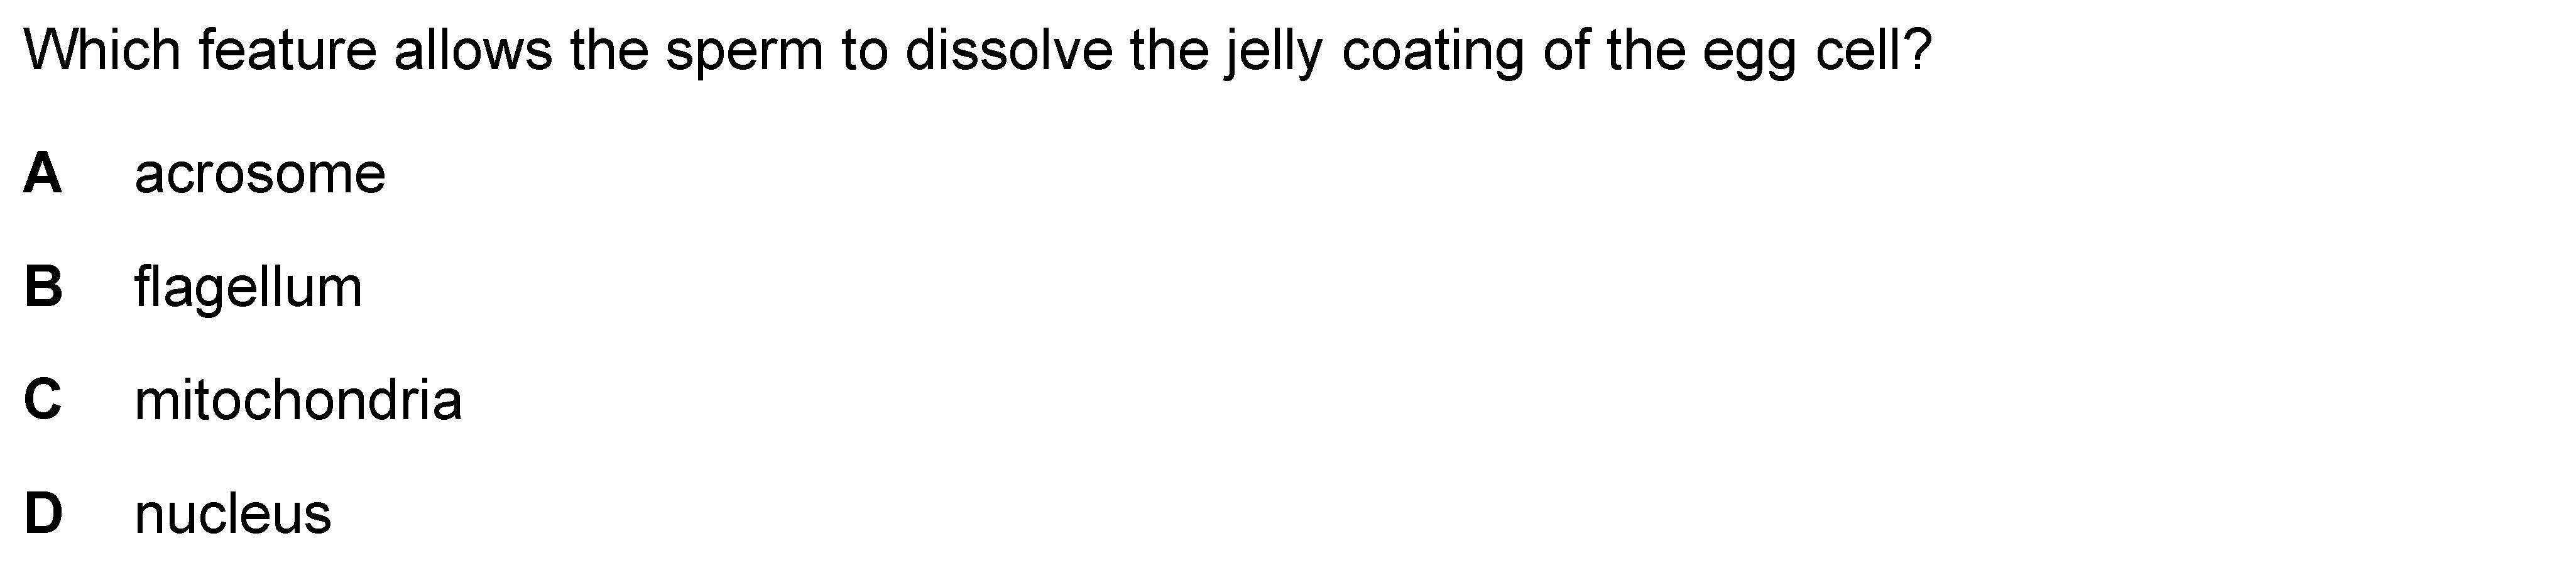 Which feature allows the sperm to dissolve the jelly coating of the egg cell?
A acrosome
B flagellum
C mitochondria
D nucleus